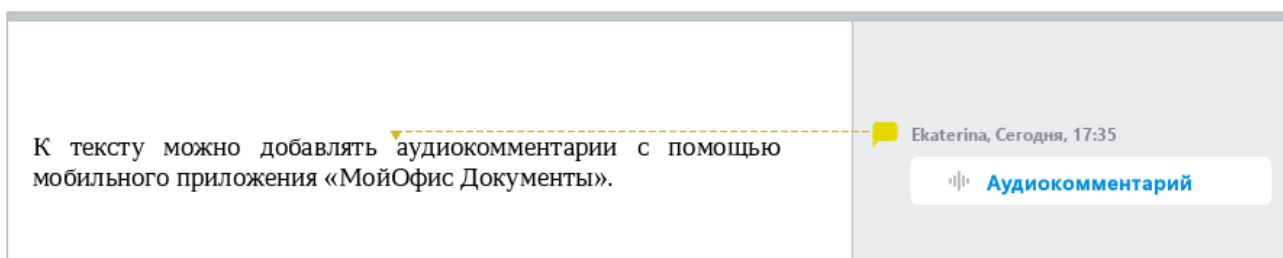 К тексту можно добавлять аудиокомментарии с помощью
мобильного приложения «МойОфис Документы».
Ekaterina, Сегодня, 17:35
Аудиокомментарий